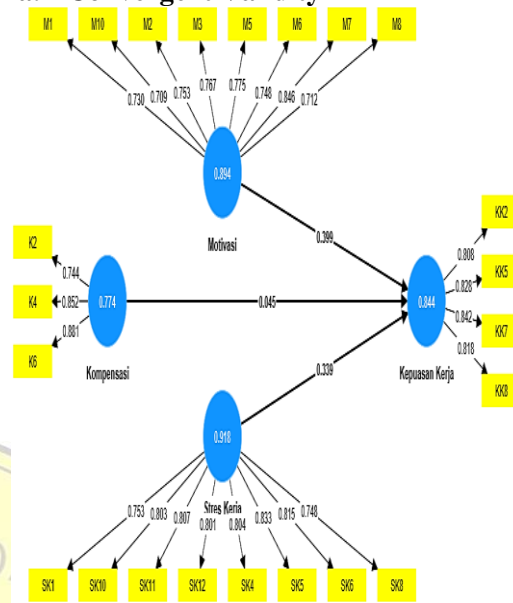 M1 M10 M2 M3 M5 M6 M7 M8
0.730 0.709 0.753 0.767 0.775 0.748 0.846 0.712
0.894
Motivasi
0.399
KK2
K2
0.808
0.744
KK5
0.828
K4
0.852
0.774
0.045
0.844
0.842
KK7
0.881
0.818
K6
Kompensasi
Kepuasan Kerja
KK8
0.339
0.918
Stres Kerja
0.753 0.803 0.807 0.801 0.804 0.833 0.815 0.748
SK1 SK10 SK11 SK12 SK4 SK5 SK6 SK8